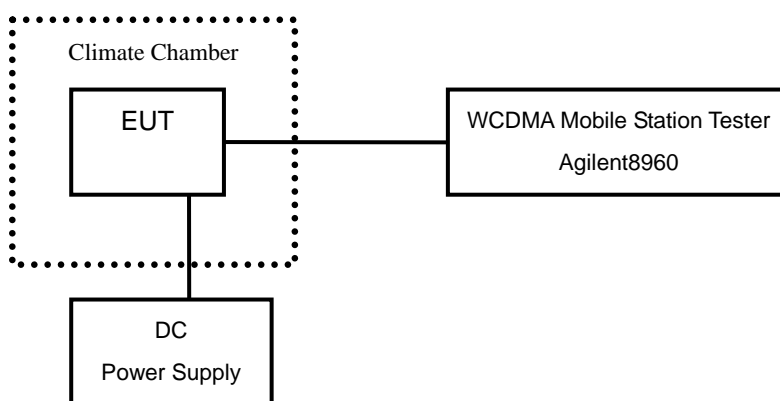 Climate Chamber
EUT
WCDMA Mobile Station Tester
Agilent8960
DC
Power Supply